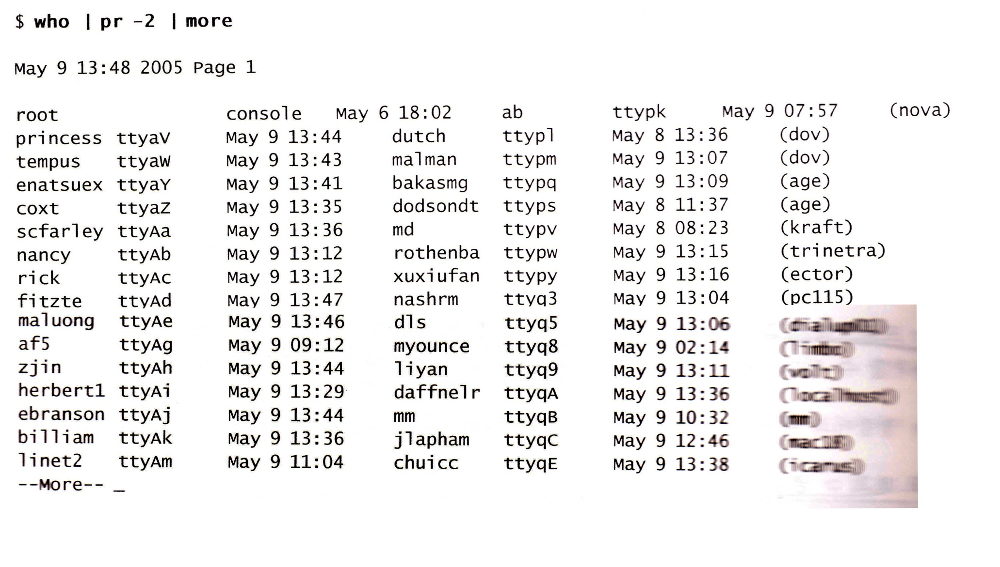 $ who | pr -2 | more
May 9 13:48 2005 Page 1
root console May 6 18:02 ab ttypk May 9 07:57 (nova)
princess ttyaV May 9 13:44 dutch ttypl May 8 13:36 (dov)
tempus ttyaW May 9 13:43 malman ttypm May 9 13:07 (dov)
enatsuex ttyaY May 9 13:41 bakasmg ttypq May 9 13:09 (age)
coxt ttyaZ May 9 13:35 dodsondt ttyps May 8 11:37 (age)
scfarley ttyAa May 9 13:36 md ttypv May 8 08:23 (kraft)
nancy ttyAb May 9 13:12 rothenba ttypw May 9 13:15 (trinetra)
rick ttyAc May 9 13:12 xuxiufan ttypy May 9 13:16 (ector)
fitzte ttyAd May 9 13:47 nashrm ttyq3 May 9 13:04 (pc115)
maluong ttyAe May 9 13:46 dls ttyq5 May 9 13:06
af5 ttyAg May 9 09:12 myounce ttyq8 May 9 02:14
zjin ttyAh May 9 13:44 liyan ttyq9 May 9 13:11 (volt)
herbert1 ttyAi May 9 13:29 daffnelr ttyqA May 9 13:36 (localhost)
ebranson ttyAj May 9 13:44 mm ttyqB May 9 10:32
billiam ttyAk May 9 13:36 jlapham ttyqC May 9 12:46
linet2 ttyAm May 9 11:04 chuicc ttyqE May 9 13:38 (icarus)
--More-- _